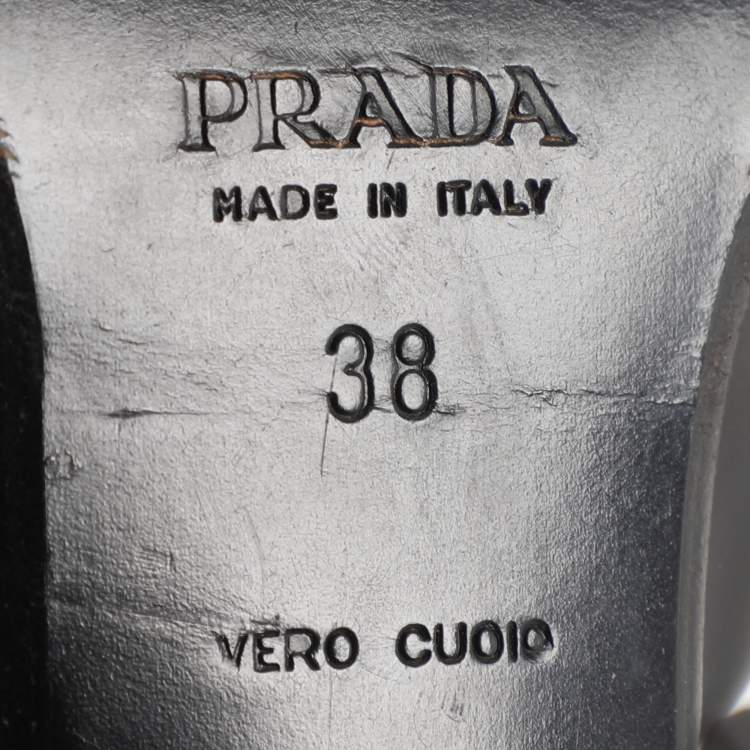 PRADA
MADE IN ITALY
38
VERO CUOIO